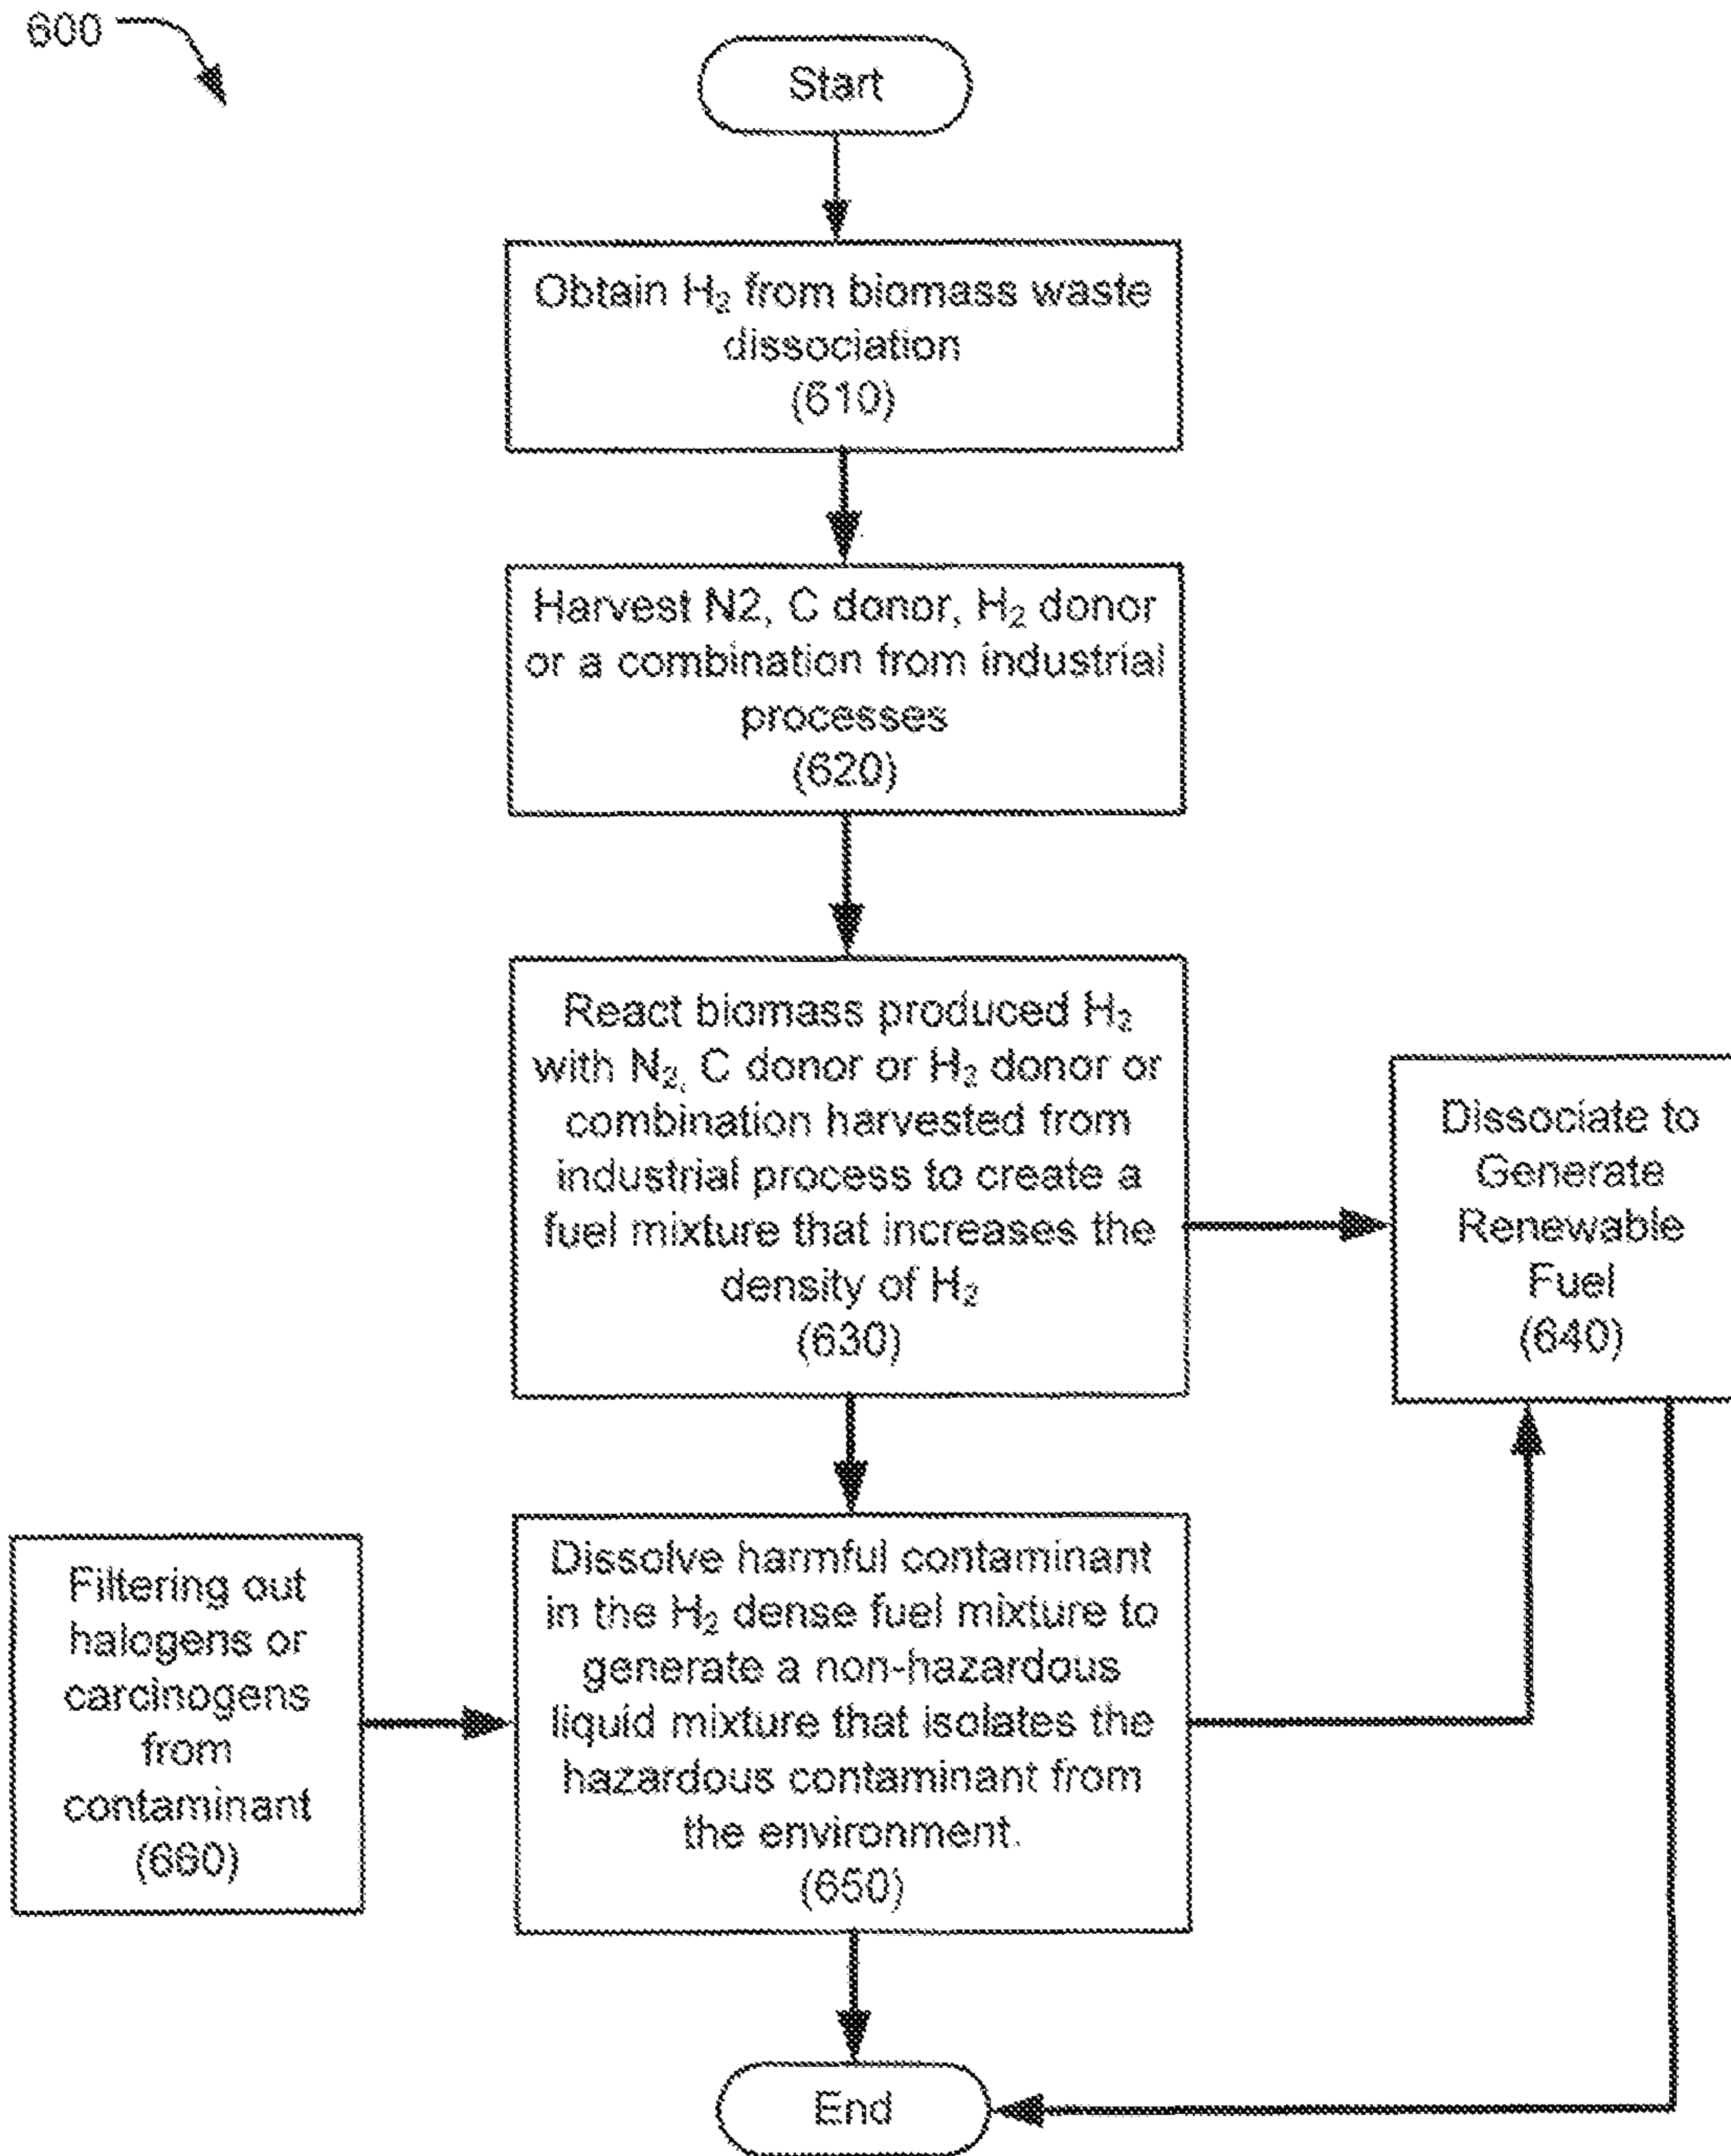 600
Start
Obtain H₂ from biomass waste
dissociation
(610)
Harvest N2, C donor, H₂ donor
or a combination from industrial
processes
(620)
React biomass produced H₂
with N₂, C donor or H₂ donor or
combination harvested from
industrial process to create a
fuel mixture that increases the
density of H₂
(630)
Dissociate to
Generate
Renewable
Fuel
(640)
Filtering out
halogens or
carcinogens
from
contaminant
(660)
Dissolve harmful contaminant
in the H₂ dense fuel mixture to
generate a non-hazardous
liquid mixture that isolates the
hazardous contaminant from
the environment.
(650)
End